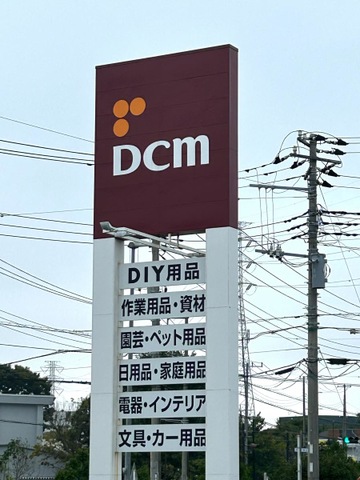 DCM
DIY用品
作業用品・資材
園芸・ペット用品
日用品・家庭用品
電器・インテリア
文具・カー用品